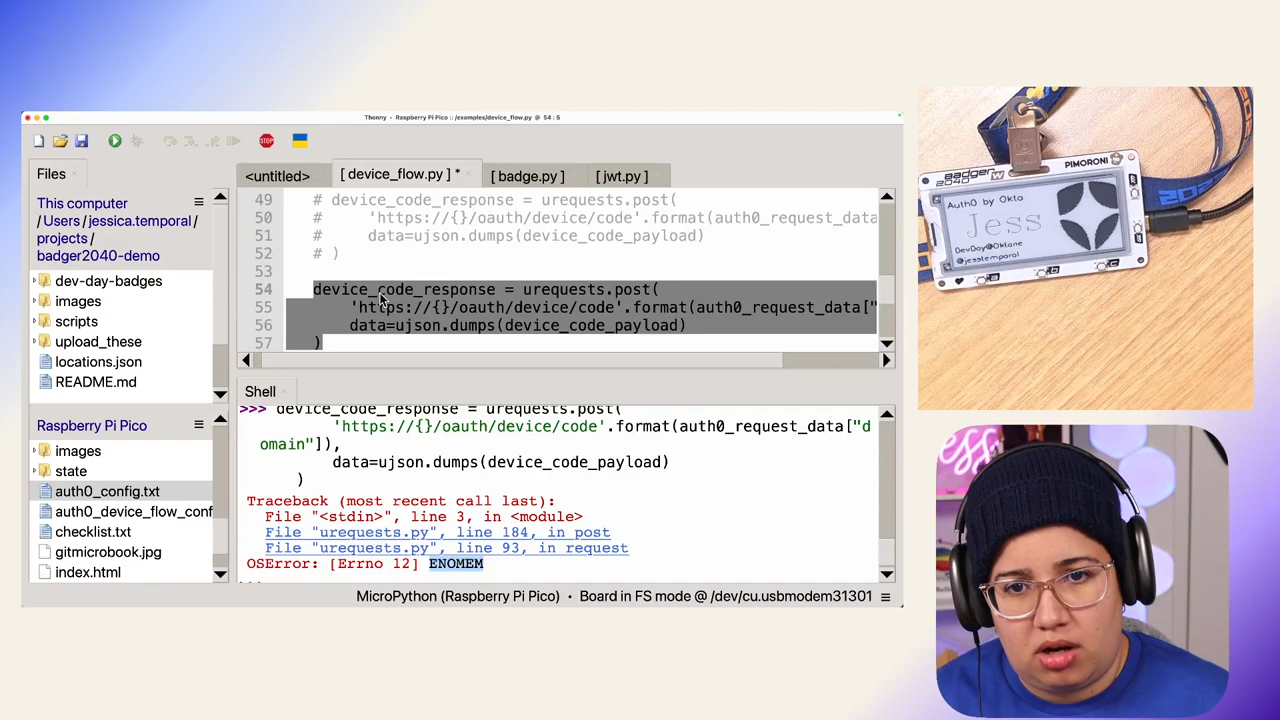 Thonny - Raspberry Pi Pico :: /examples/device_flow.py @ 54 : 5
STOP
Files
This computer
/ Users / jessica.temporal /
projects /
badger2040-demo
dev-day-badges
images
scripts
upload_these
locations.json
README.md
Raspberry Pi Pico
images
state
auth0_config.txt
auth0_device_flow_conf
checklist.txt
gitmicrobook.jpg
index.html
<untitled>
[ device_flow.py ] *
[ badge.py ]
[ jwt.py ]
49 # device_code_response = urequests.post(
50 # 'https://{}/oauth/device/code'.format(auth0_request_data
51 # data=ujson.dumps(device_code_payload)
52 # )
53
54 device_code_response = urequests.post(
55 'https://{}/oauth/device/code'.format(auth0_request_data["
56 data=ujson.dumps(device_code_payload)
57 )
Shell
>>> device_code_response = urequests.post(
'https://{}/oauth/device/code'.format(auth0_request_data["d
omain"]),
data=ujson.dumps(device_code_payload)
)
Traceback (most recent call last):
File "<stdin>", line 3, in <module>
File "urequests.py", line 184, in post
File "urequests.py", line 93, in request
OSError: [Errno 12] ENOMEM
MicroPython (Raspberry Pi Pico) • Board in FS mode @ /dev/cu.usbmodem31301
PIMORONI
badger
2040 W
Auth0 by Okta
Jess
DevDay@Oktane
@jesstemporal
a
b
c